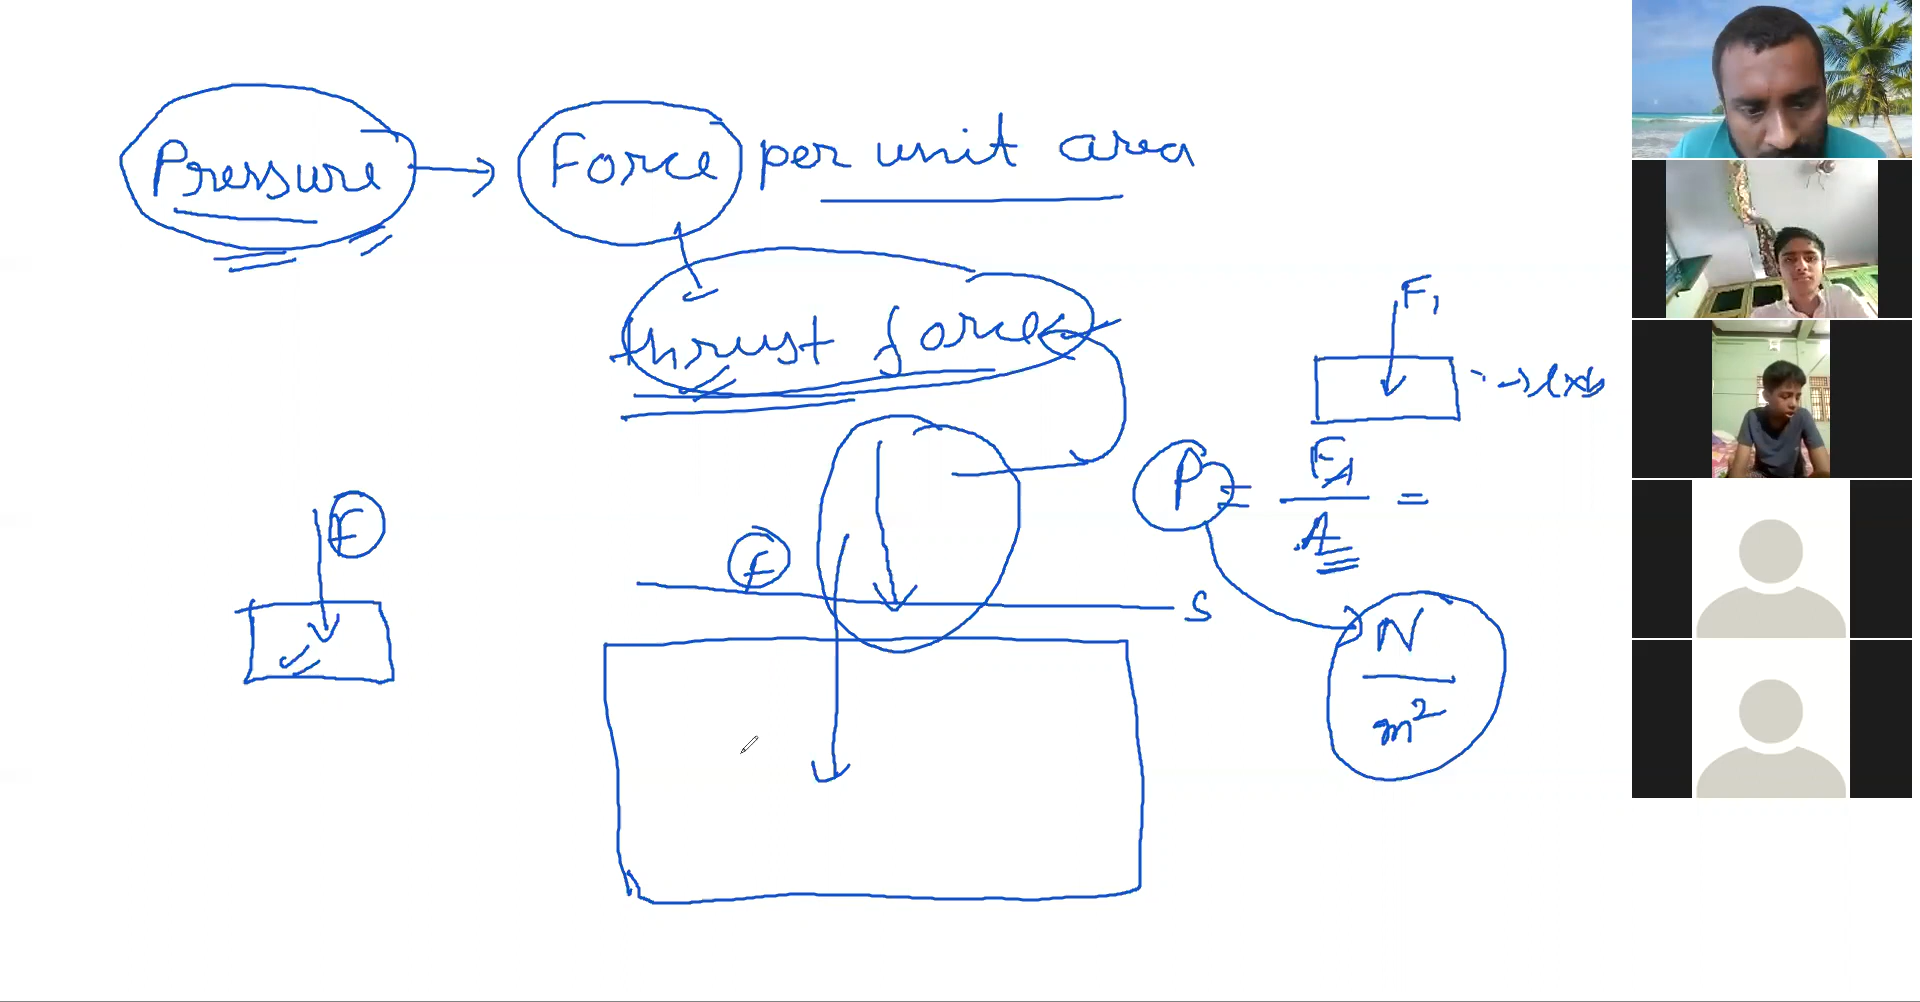 Pressure → Force per unit area
thrust force
F₁
→ l×b
P = F₁/A =
F
F
S
N/m²